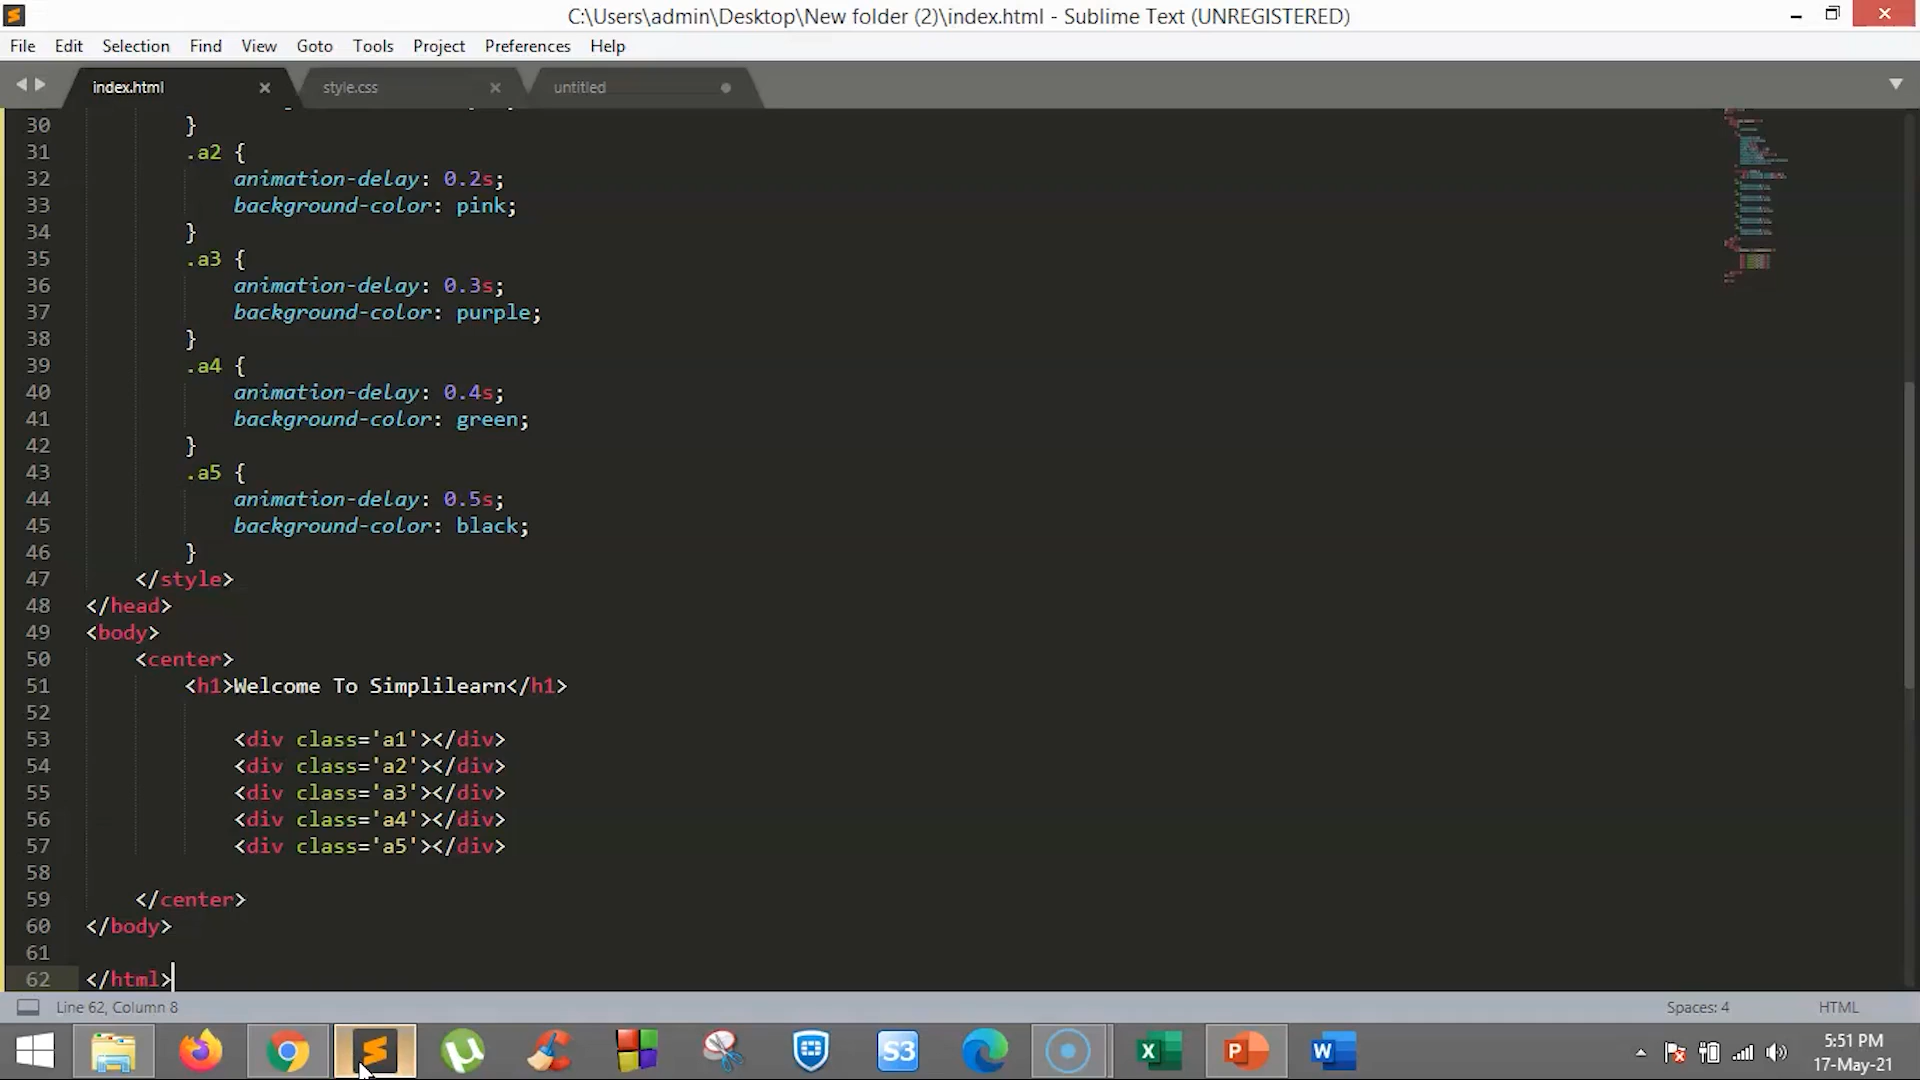 C:\Users\admin\Desktop\New folder (2)\index.html - Sublime Text (UNREGISTERED)
File Edit Selection Find View Goto Tools Project Preferences Help
index.html style.css untitled
30 }
31 .a2 {
32 animation-delay: 0.2s;
33 background-color: pink;
34 }
35 .a3 {
36 animation-delay: 0.3s;
37 background-color: purple;
38 }
39 .a4 {
40 animation-delay: 0.4s;
41 background-color: green;
42 }
43 .a5 {
44 animation-delay: 0.5s;
45 background-color: black;
46 }
47 </style>
48 </head>
49 <body>
50 <center>
51 <h1>Welcome To Simplilearn</h1>
52
53 <div class='a1'></div>
54 <div class='a2'></div>
55 <div class='a3'></div>
56 <div class='a4'></div>
57 <div class='a5'></div>
58
59 </center>
60 </body>
61
62 </html>
Line 62, Column 8 Spaces: 4 HTML
S3
5:51 PM
17-May-21